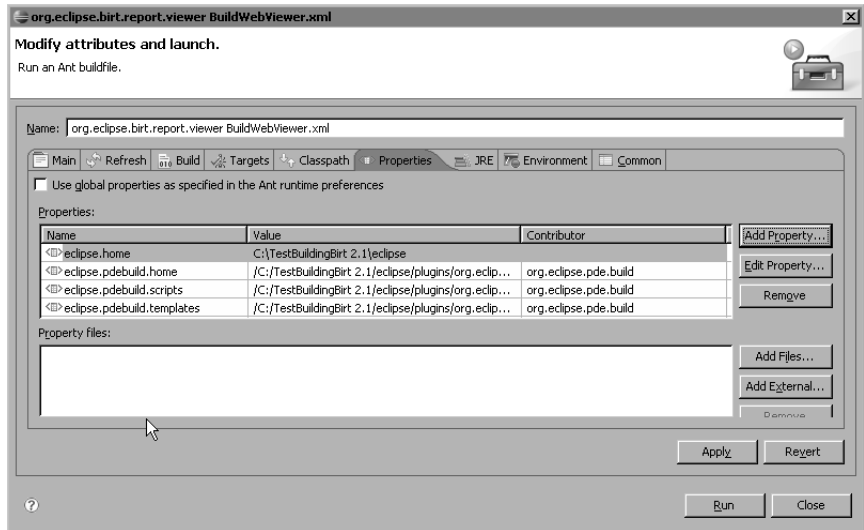 org.eclipse.birt.report.viewer BuildWebViewer.xml
Modify attributes and launch.
Run an Ant buildfile.
Name: org.eclipse.birt.report.viewer BuildWebViewer.xml
Main Refresh Build Targets Classpath Properties JRE Environment Common
Use global properties as specified in the Ant runtime preferences
Properties:
Name Value Contributor
eclipse.home C:\TestBuildingBirt 2.1\eclipse
eclipse.pdebuild.home /C:/TestBuildingBirt 2.1/eclipse/plugins/org.eclip... org.eclipse.pde.build
eclipse.pdebuild.scripts /C:/TestBuildingBirt 2.1/eclipse/plugins/org.eclip... org.eclipse.pde.build
eclipse.pdebuild.templates /C:/TestBuildingBirt 2.1/eclipse/plugins/org.eclip... org.eclipse.pde.build
Add Property...
Edit Property...
Remove
Property files:
Add Files...
Add External...
Remove
Apply Revert
? Run Close